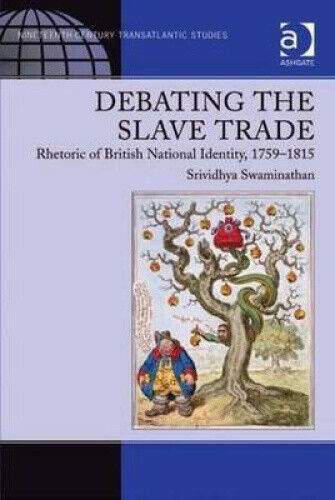 NINETEENTH CENTURY TRANSATLANTIC STUDIES
A
ASHGATE
DEBATING THE
SLAVE TRADE
Rhetoric of British National Identity, 1759–1815
Srividhya Swaminathan